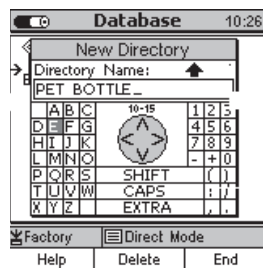 Database 10:26
New Directory
Directory Name:
PET BOTTLE_
A B C 10-15 1 2 3
D E F G 4 5 6
H I J K 7 8 9
L M N O - + 0
P Q R S SHIFT ( )
T U V W CAPS : /
X Y Z EXTRA , .
Factory Direct Mode
Help Delete End